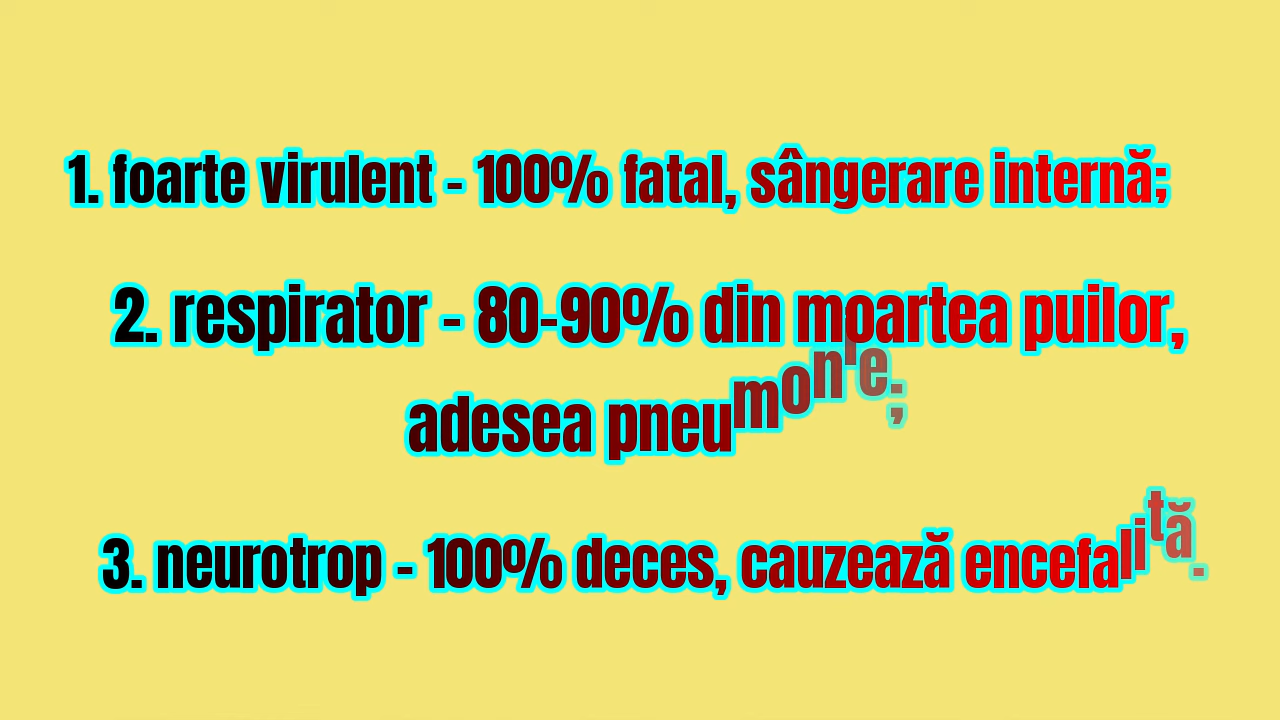 1. foarte virulent - 100% fatal, sângerare internă;
2. respirator - 80-90% din moartea puilor,
adesea pneumonie;
3. neurotrop - 100% deces, cauzează encefalită.